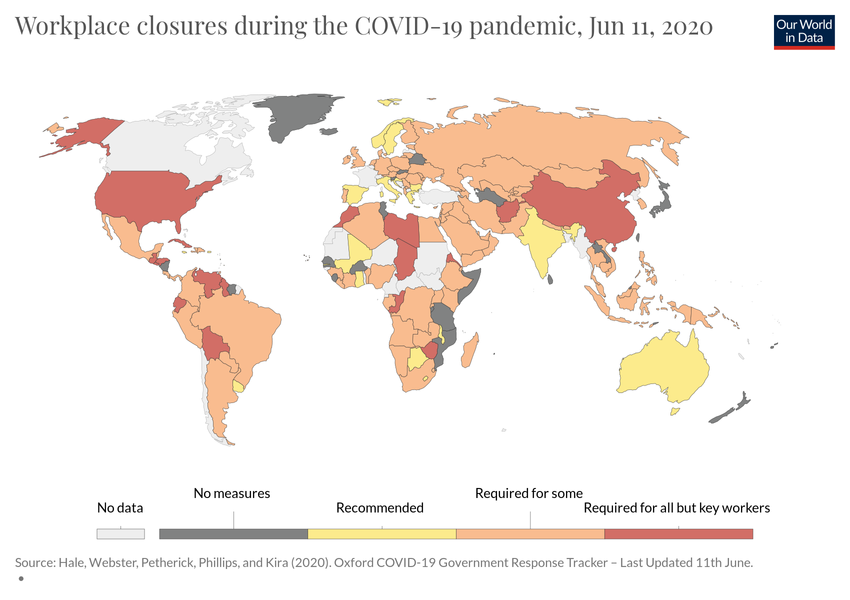 Workplace closures during the COVID-19 pandemic, Jun 11, 2020
Our World
in Data
No data
No measures
Recommended
Required for some
Required for all but key workers
Source: Hale, Webster, Petherick, Phillips, and Kira (2020). Oxford COVID-19 Government Response Tracker – Last Updated 11th June.